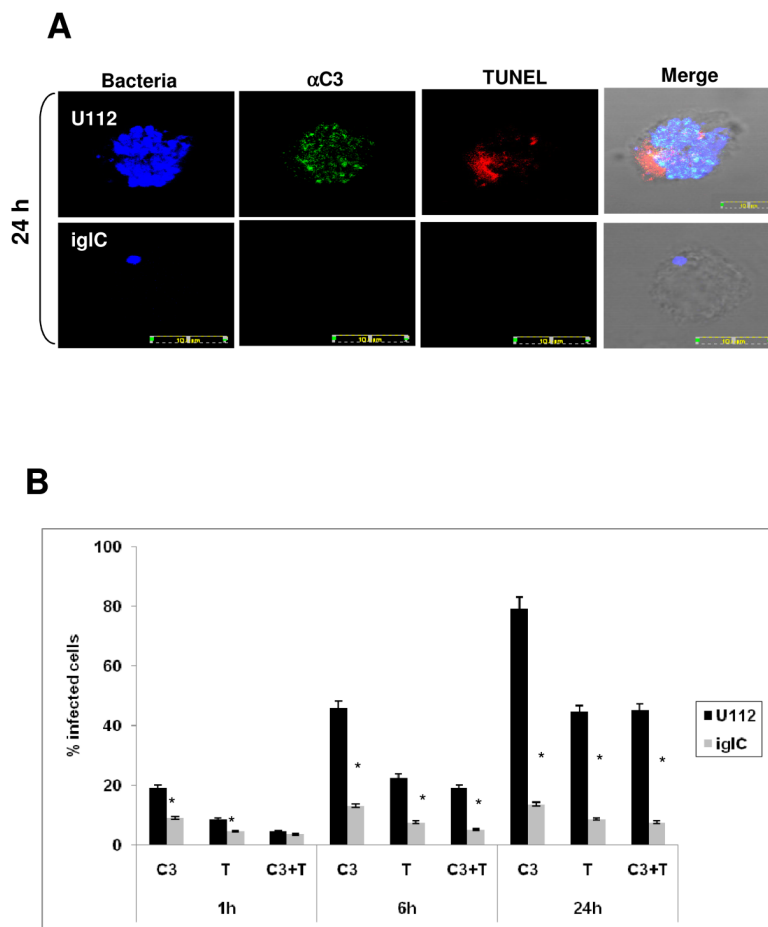 A
Bacteria αC3 TUNEL Merge
24 h
U112
iglC
B
% infected cells
100
80
60
40
20
0
* * * * * * * *
C3 T C3+T C3 T C3+T C3 T C3+T
1h 6h 24h
U112
iglC